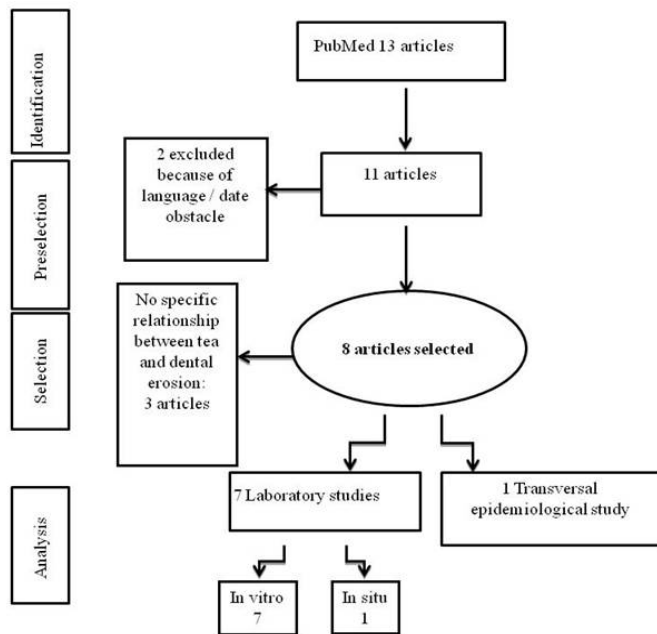 Identification
PubMed 13 articles
2 excluded
because of
language / date
obstacle
11 articles
Preselection
No specific
relationship
between tea
and dental
erosion:
3 articles
8 articles selected
Selection
7 Laboratory studies
1 Transversal
epidemiological study
Analysis
In vitro
7
In situ
1